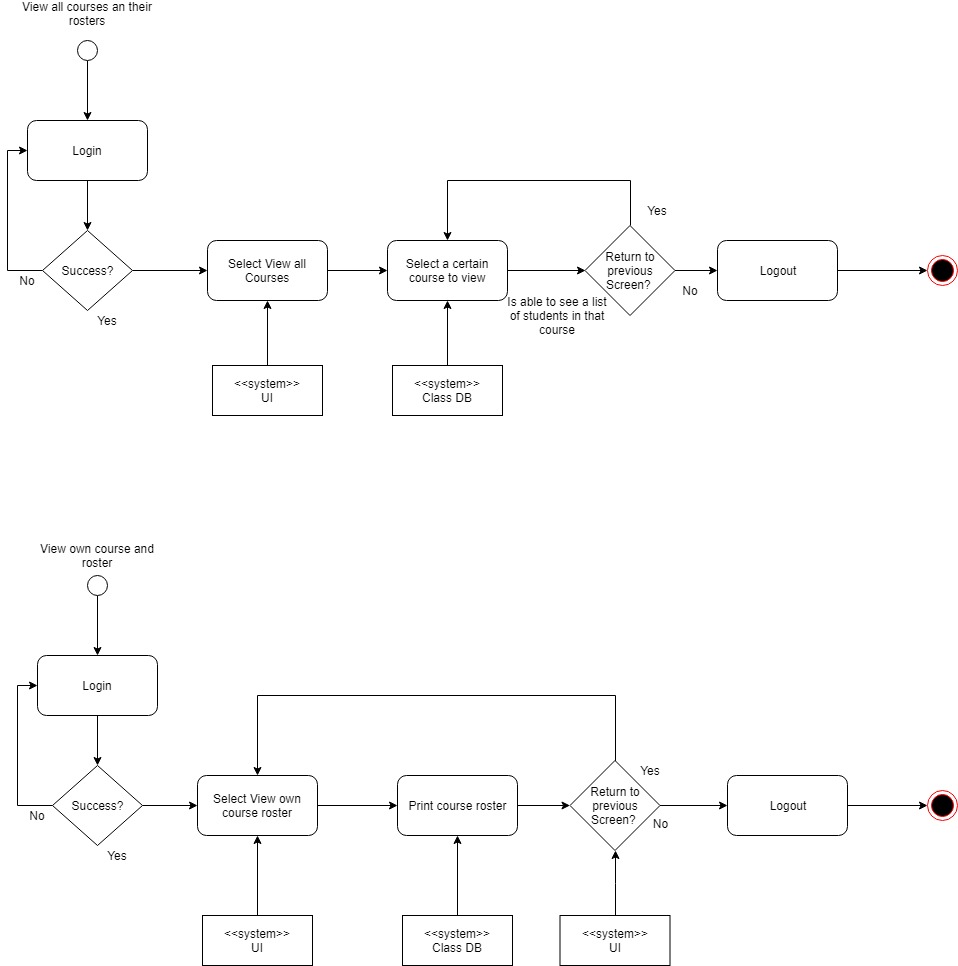 View all courses an their
rosters
Login
Success?
No
Yes
Select View all
Courses
Select a certain
course to view
Is able to see a list
of students in that
course
Return to
previous
Screen?
Yes
No
Logout
<<system>>
UI
<<system>>
Class DB
View own course and
roster
Login
Success?
No
Yes
Select View own
course roster
Print course roster
Return to
previous
Screen?
Yes
No
Logout
<<system>>
UI
<<system>>
Class DB
<<system>>
UI